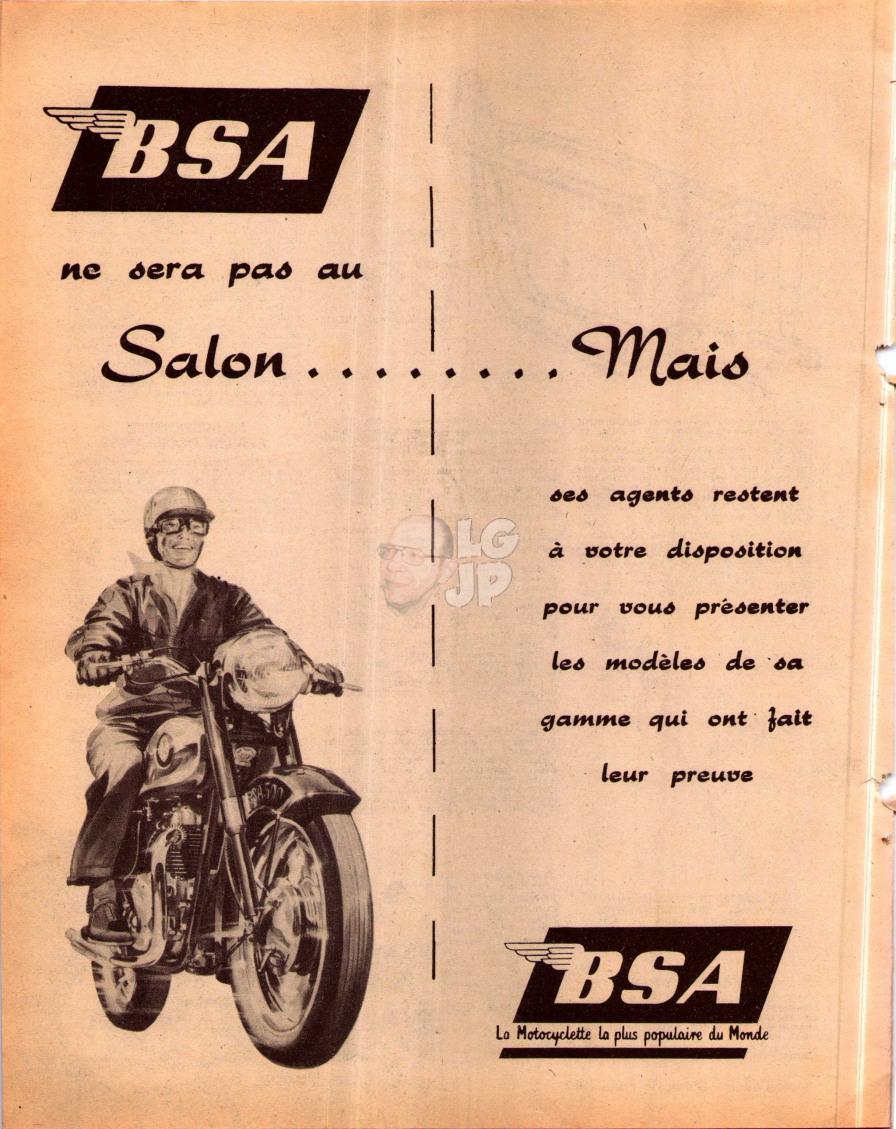 BSA
ne sera pas au
Salon ......... Mais
ses agents restent
à votre disposition
pour vous présenter
les modèles de sa
gamme qui ont fait
leur preuve
BSA
La Motocyclette la plus populaire du Monde
LG
JP